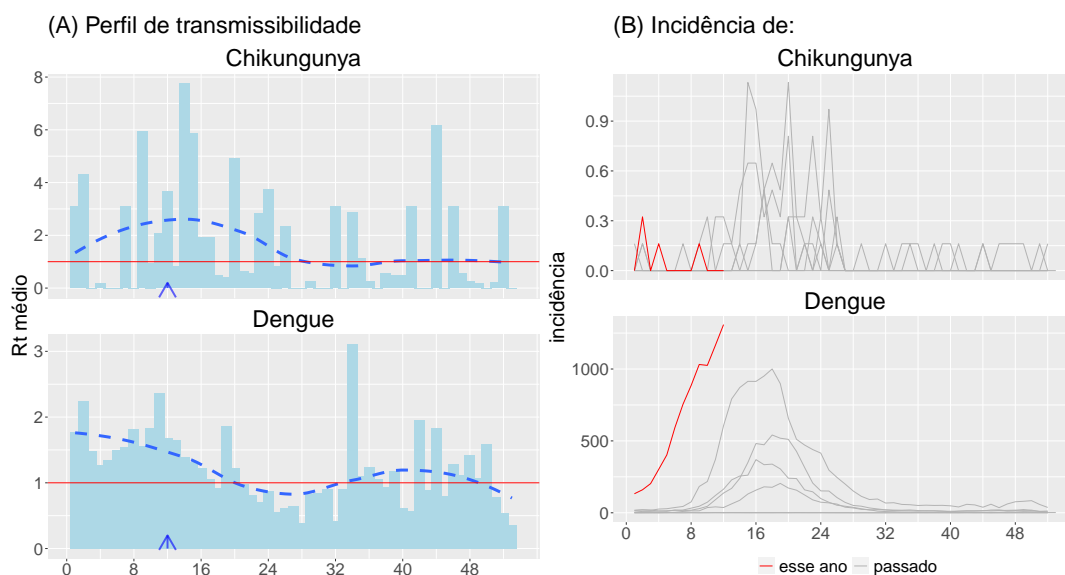 (A) Perfil de transmissibilidade
Chikungunya
8
6
4
2
0
Dengue
3
2
1
0
0 8 16 24 32 40 48
Rt médio
(B) Incidência de:
Chikungunya
0.9
0.6
0.3
0.0
Dengue
1000
500
0
0 8 16 24 32 40 48
incidência
esse ano passado